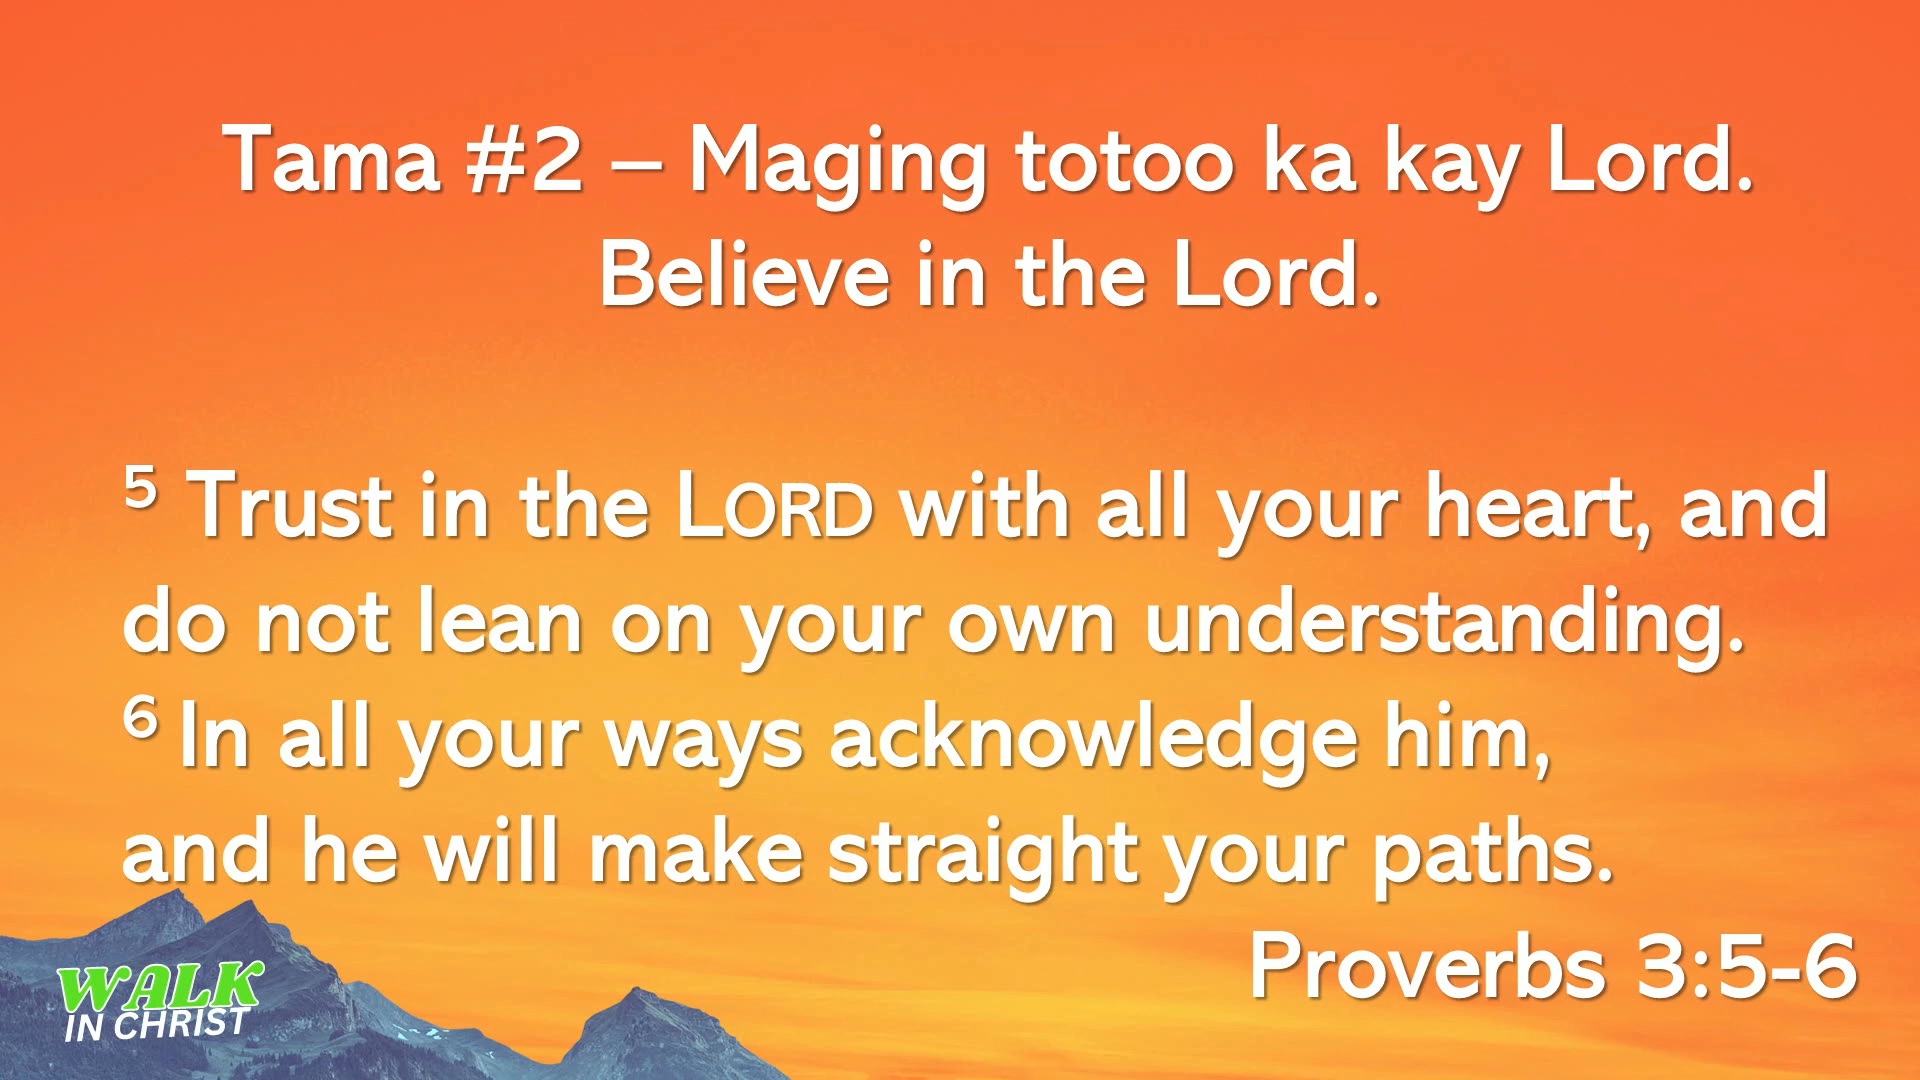 Tama #2 – Maging totoo ka kay Lord.
Believe in the Lord.
5 Trust in the LORD with all your heart, and
do not lean on your own understanding.
6 In all your ways acknowledge him,
and he will make straight your paths.
Proverbs 3:5-6
WALK
IN CHRIST